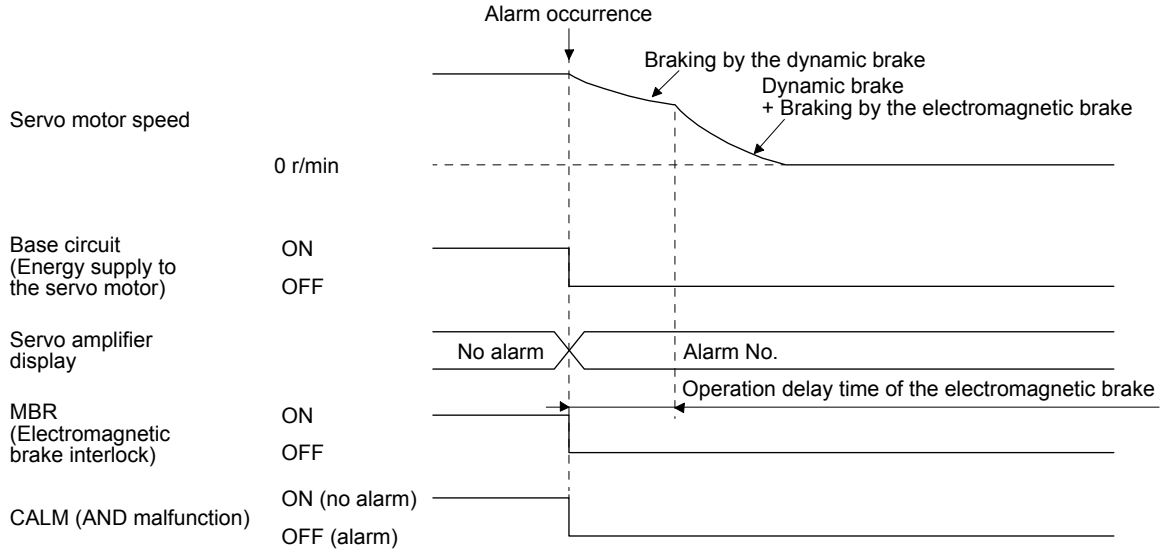 Alarm occurrence
Braking by the dynamic brake
Dynamic brake
+ Braking by the electromagnetic brake
Servo motor speed
0 r/min
Base circuit
(Energy supply to
the servo motor)
ON
OFF
Servo amplifier
display
No alarm
Alarm No.
Operation delay time of the electromagnetic brake
MBR
(Electromagnetic
brake interlock)
ON
OFF
CALM (AND malfunction)
ON (no alarm)
OFF (alarm)